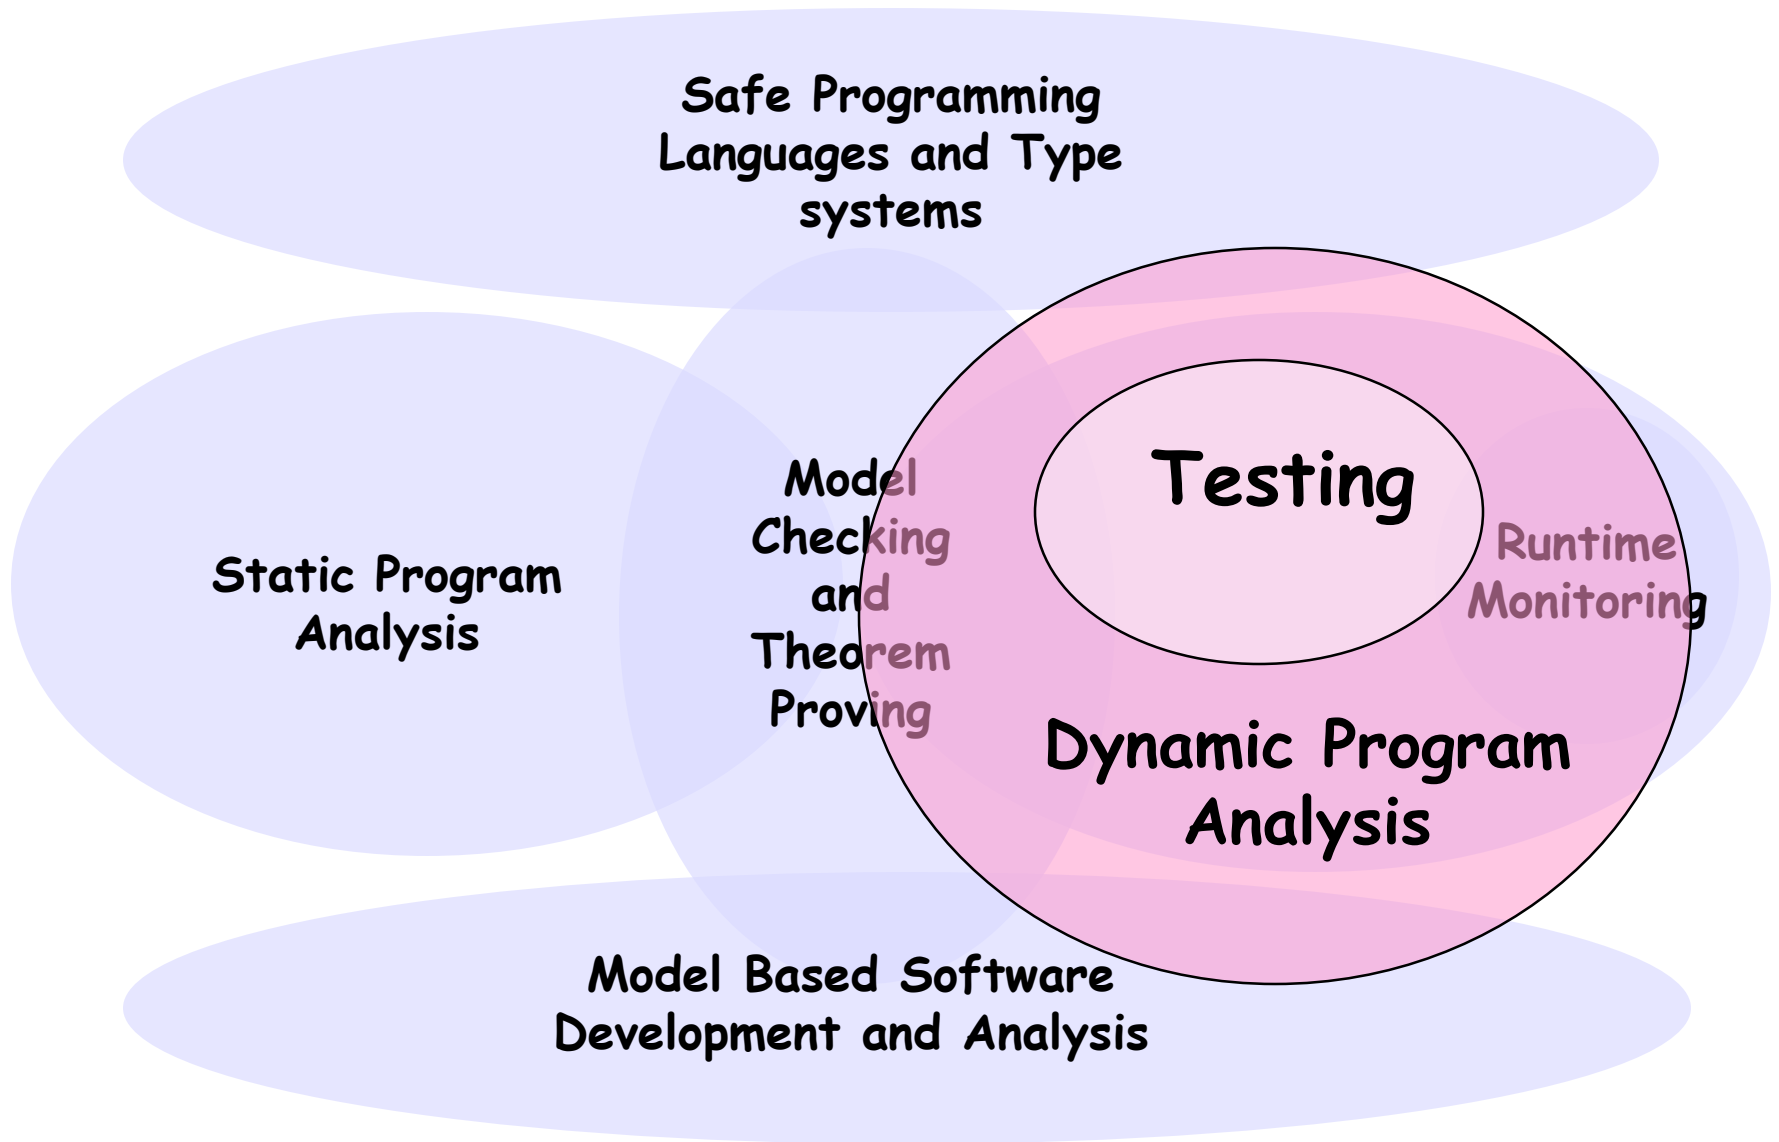 Safe Programming
Languages and Type
systems
Model
Checking
and
Theorem
Proving
Testing
Runtime
Monitoring
Static Program
Analysis
Dynamic Program
Analysis
Model Based Software
Development and Analysis